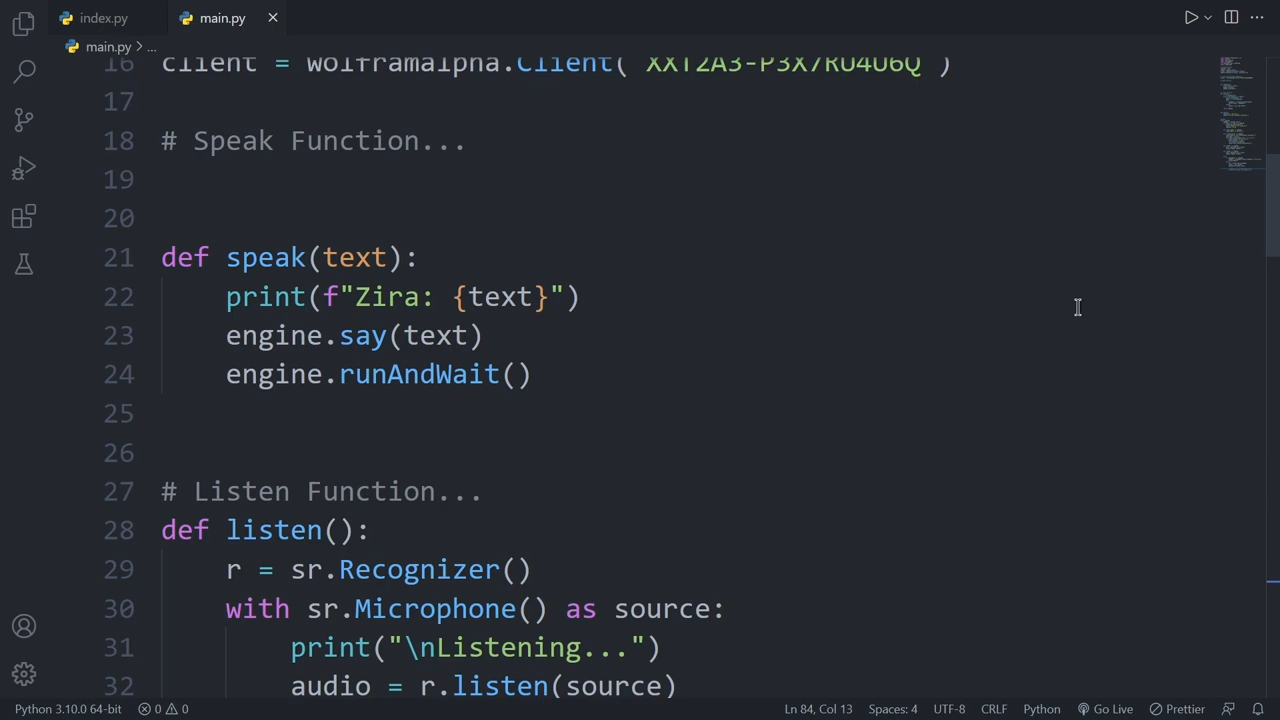 index.py
main.py
main.py > ...
16 client = wolframalpha.Client(
17
18 # Speak Function...
19
20
21 def speak(text):
22 print(f"Zira: {text}")
23 engine.say(text)
24 engine.runAndWait()
25
26
27 # Listen Function...
28 def listen():
29 r = sr.Recognizer()
30 with sr.Microphone() as source:
31 print("\nListening...")
32 audio = r.listen(source)
Python 3.10.0 64-bit 0 0 Ln 84, Col 13 Spaces: 4 UTF-8 CRLF Python Go Live Prettier